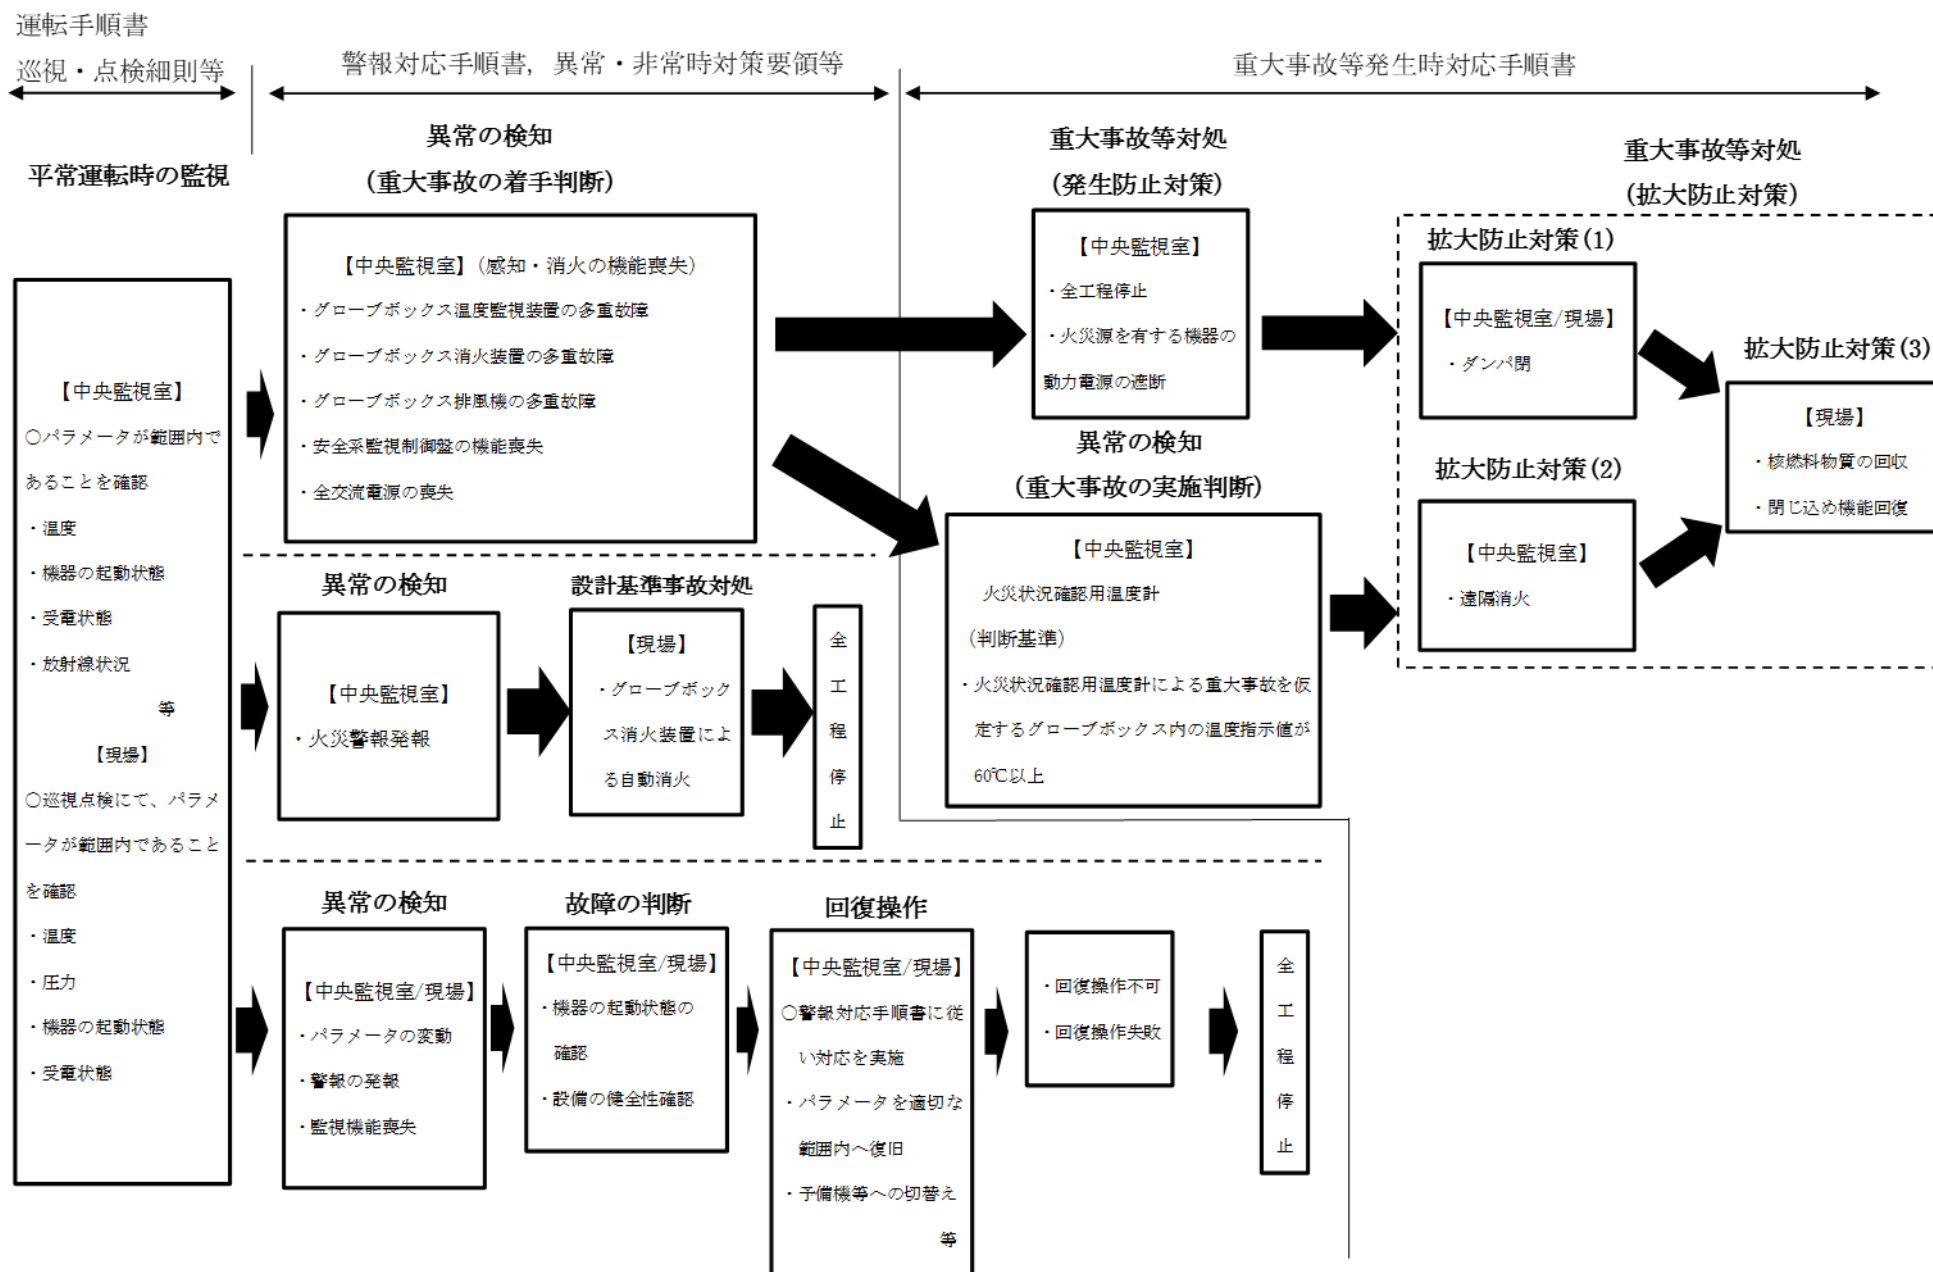 運転手順書
巡視・点検細則等
警報対応手順書，異常・非常時対策要領等
重大事故等発生時対応手順書
平常運転時の監視
【中央監視室】
○パラメータが範囲内で
あることを確認
・温度
・機器の起動状態
・受電状態
・放射線状況
等
【現場】
○巡視点検にて、パラメ
ータが範囲内であること
を確認
・温度
・圧力
・機器の起動状態
・受電状態
異常の検知
(重大事故の着手判断)
【中央監視室】(感知・消火の機能喪失)
・グローブボックス温度監視装置の多重故障
・グローブボックス消火装置の多重故障
・グローブボックス排風機の多重故障
・安全系監視制御盤の機能喪失
・全交流電源の喪失
重大事故等対処
(発生防止対策)
【中央監視室】
・全工程停止
・火災源を有する機器の
動力電源の遮断
異常の検知
(重大事故の実施判断)
【中央監視室】
火災状況確認用温度計
(判断基準)
・火災状況確認用温度計による重大事故を仮
定するグローブボックス内の温度指示値が
60℃以上
重大事故等対処
(拡大防止対策)
拡大防止対策(1)
【中央監視室/現場】
・ダンパ閉
拡大防止対策(2)
【中央監視室】
・遠隔消火
拡大防止対策(3)
【現場】
・核燃料物質の回収
・閉じ込め機能回復
異常の検知
【中央監視室】
・火災警報発報
設計基準事故対処
【現場】
・グローブボック
ス消火装置によ
る自動消火
全
工
程
停
止
異常の検知
【中央監視室/現場】
・パラメータの変動
・警報の発報
・監視機能喪失
故障の判断
【中央監視室/現場】
・機器の起動状態の
確認
・設備の健全性確認
回復操作
【中央監視室/現場】
○警報対応手順書に従
い対応を実施
・パラメータを適切な
範囲内へ復旧
・予備機等への切替え
等
・回復操作不可
・回復操作失敗
全
工
程
停
止